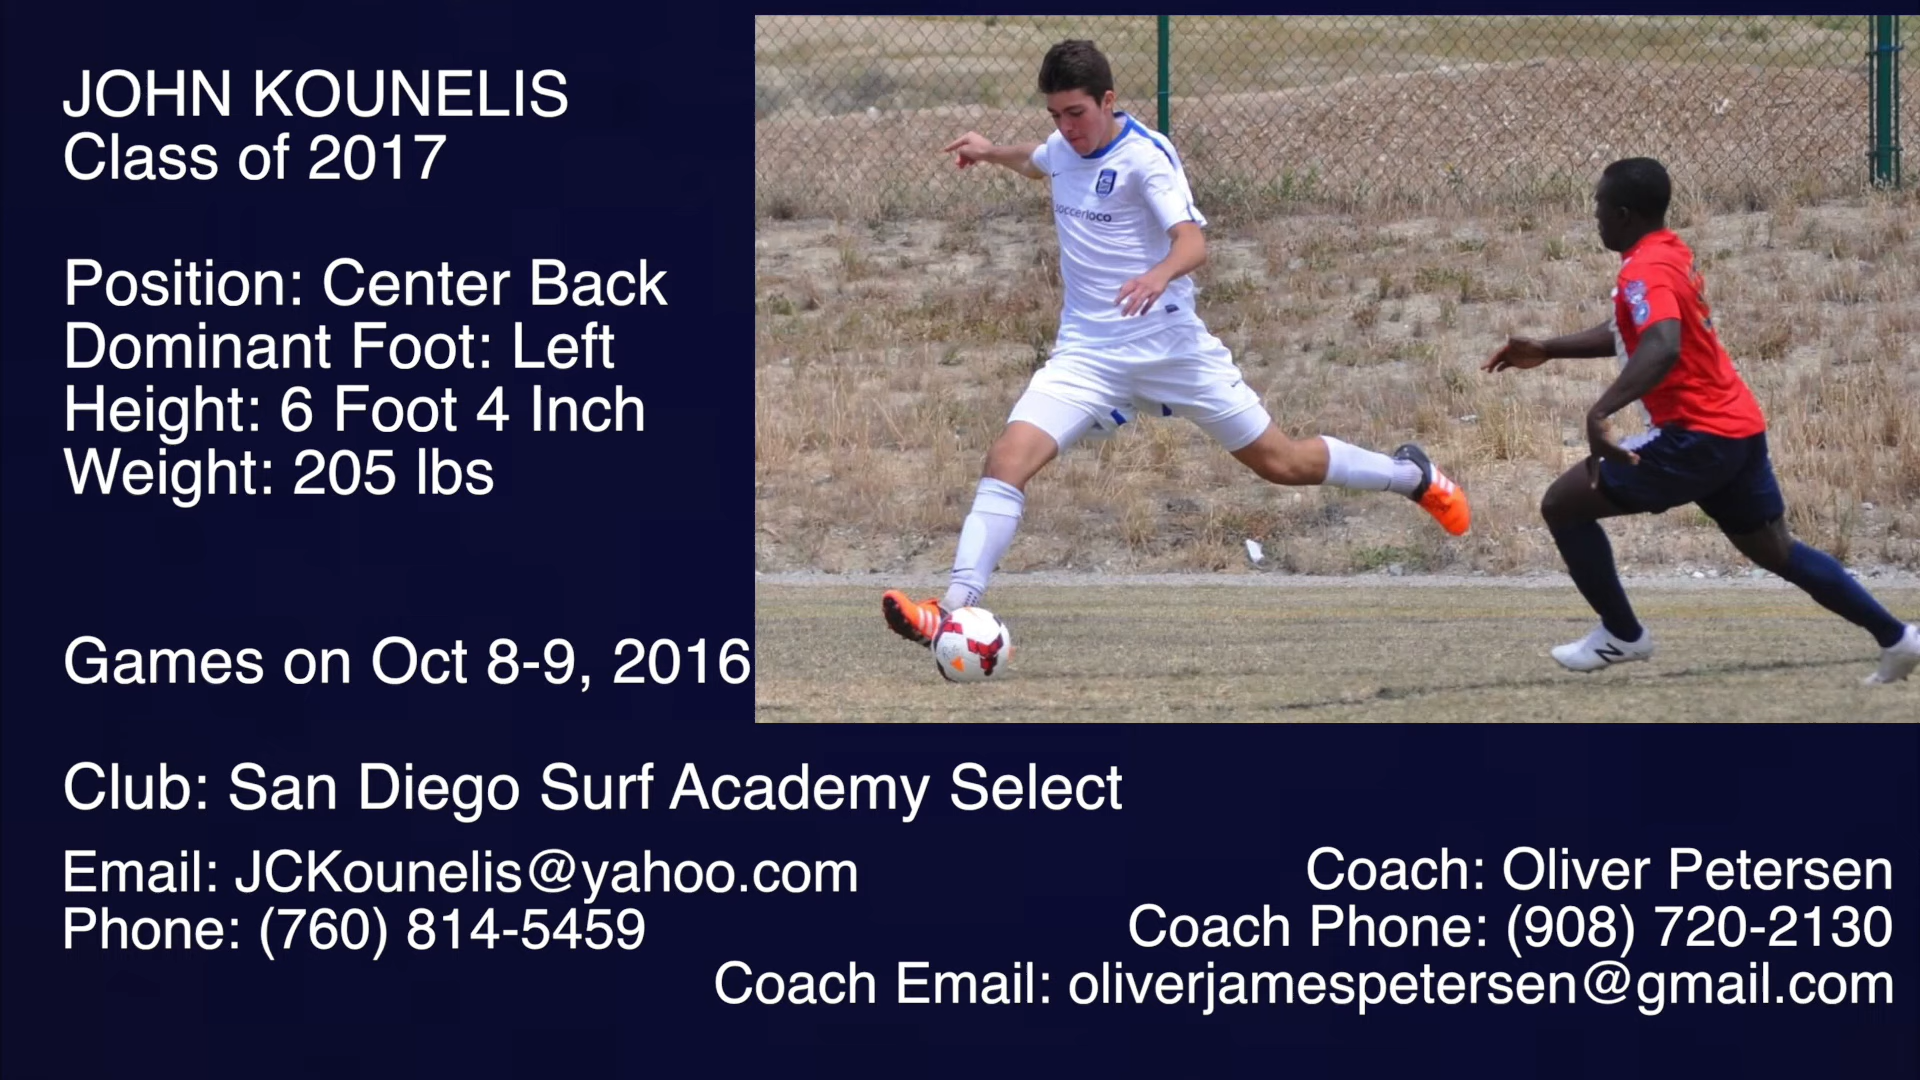 JOHN KOUNELIS
Class of 2017
Position: Center Back
Dominant Foot: Left
Height: 6 Foot 4 Inch
Weight: 205 lbs
Games on Oct 8-9, 2016
Club: San Diego Surf Academy Select
Email: JCKounelis@yahoo.com
Phone: (760) 814-5459
Coach: Oliver Petersen
Coach Phone: (908) 720-2130
Coach Email: oliverjamespetersen@gmail.com
soccerloco
N